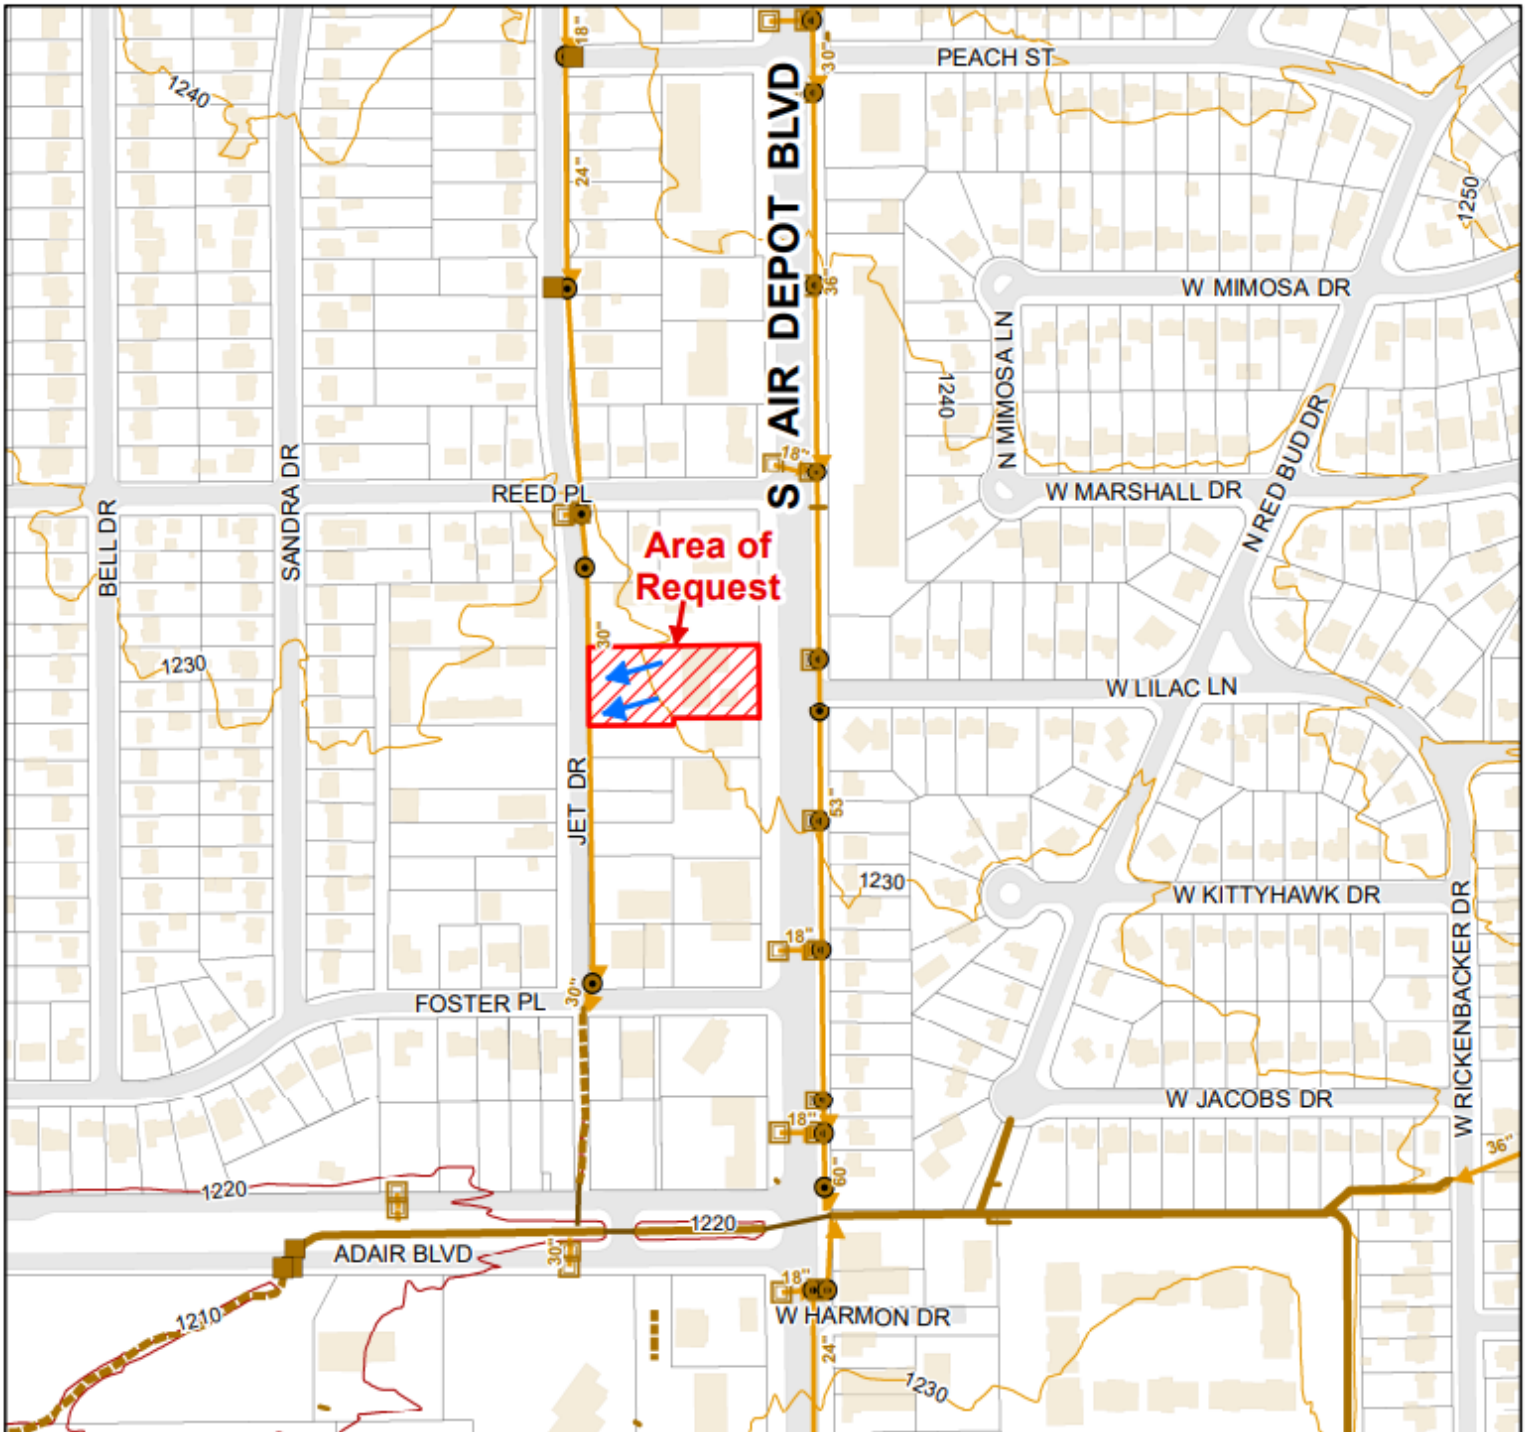 18"
30"
PEACH ST
1240
24"
S AIR DEPOT BLVD
1250
36"
W MIMOSA DR
N MIMOSA LN
1240
N RED BUD DR
18"
SANDRA DR
REED PL
W MARSHALL DR
BELL DR
Area of
Request
30"
1230
W LILAC LN
JET DR
53"
1230
W KITTYHAWK DR
W RICKENBACKER DR
18"
30"
FOSTER PL
W JACOBS DR
18"
36"
60"
1220
1220
30"
ADAIR BLVD
18"
1210
W HARMON DR
24"
1230